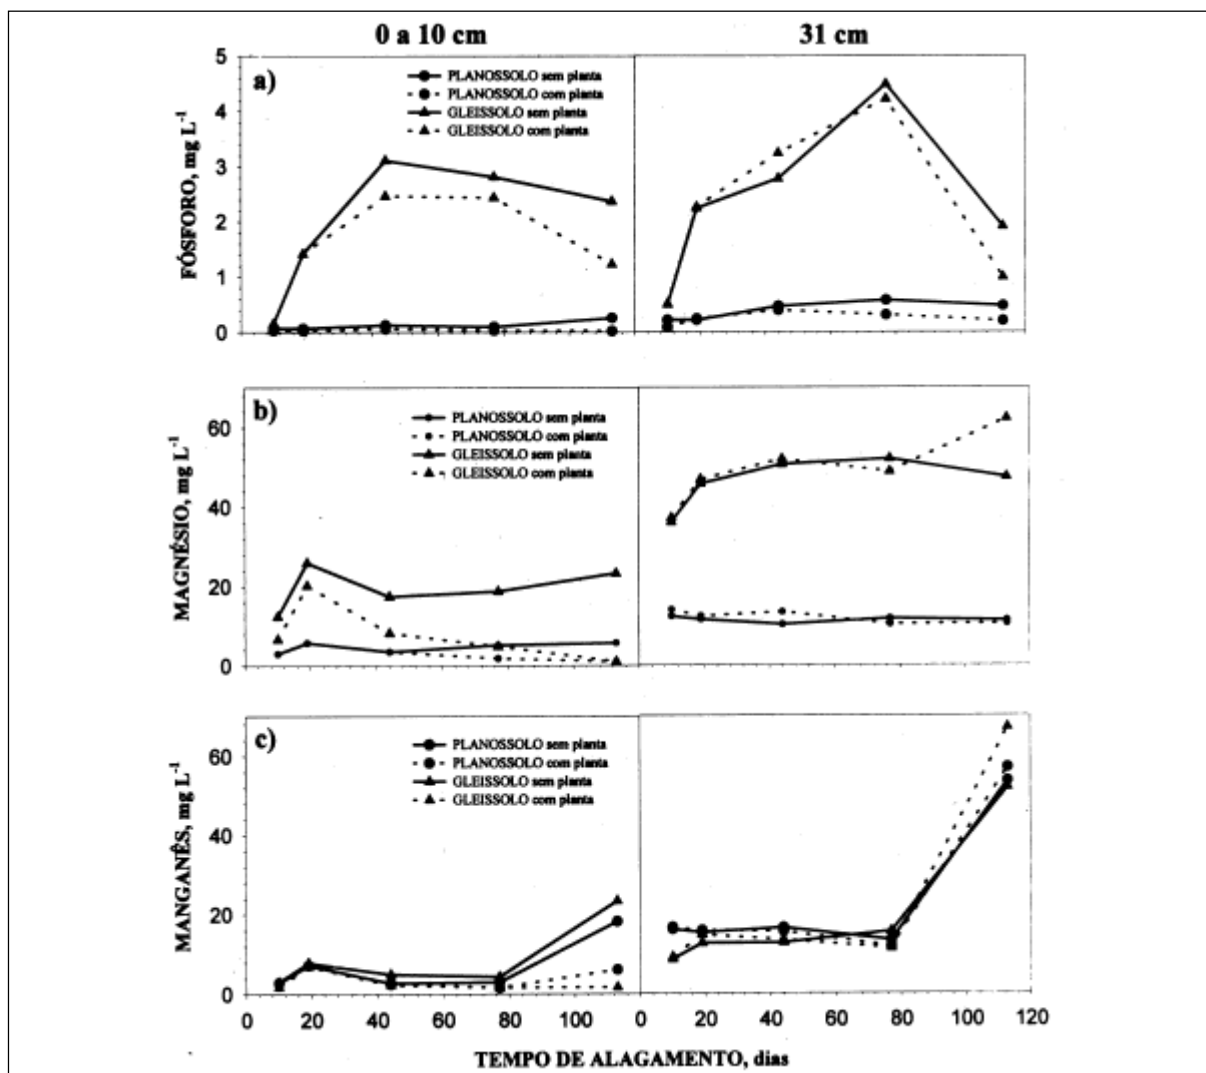 0 a 10 cm
31 cm
a)
PLANOSSOLO sem planta
PLANOSSOLO com planta
GLEISSOLO sem planta
GLEISSOLO com planta
FÓSFORO, mg L⁻¹
5
4
3
2
1
0
b)
PLANOSSOLO sem planta
PLANOSSOLO com planta
GLEISSOLO sem planta
GLEISSOLO com planta
MAGNÉSIO, mg L⁻¹
60
40
20
0
c)
PLANOSSOLO sem planta
PLANOSSOLO com planta
GLEISSOLO sem planta
GLEISSOLO com planta
MANGANÊS, mg L⁻¹
60
40
20
0
0 20 40 60 80 100 0 20 40 60 80 100 120
TEMPO DE ALAGAMENTO, dias